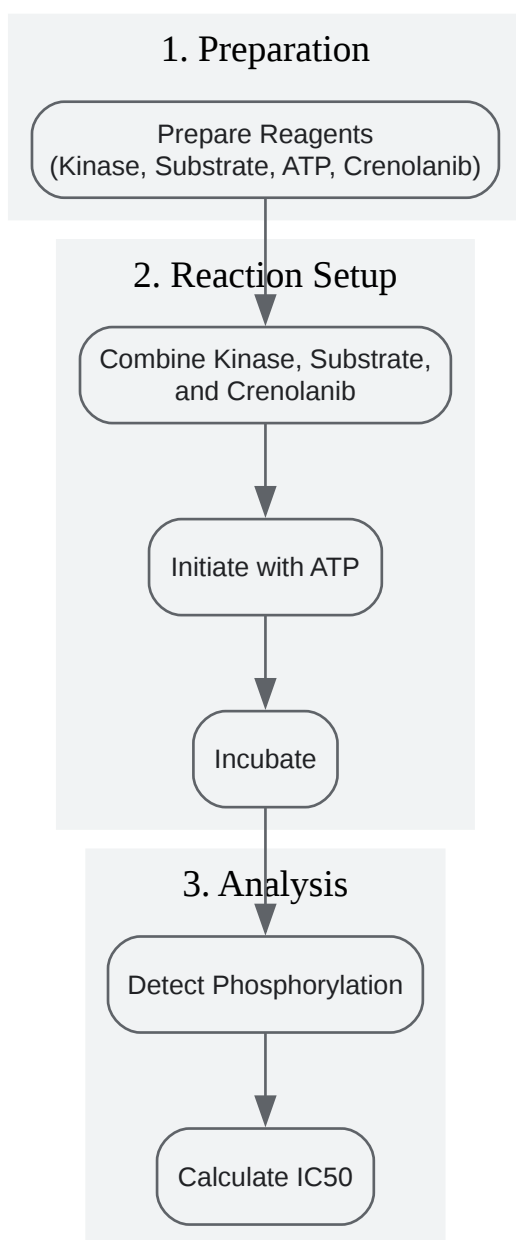 1. Preparation
Prepare Reagents
(Kinase, Substrate, ATP, Crenolanib)
2. Reaction Setup
Combine Kinase, Substrate,
and Crenolanib
Initiate with ATP
Incubate
3. Analysis
Detect Phosphorylation
Calculate IC50